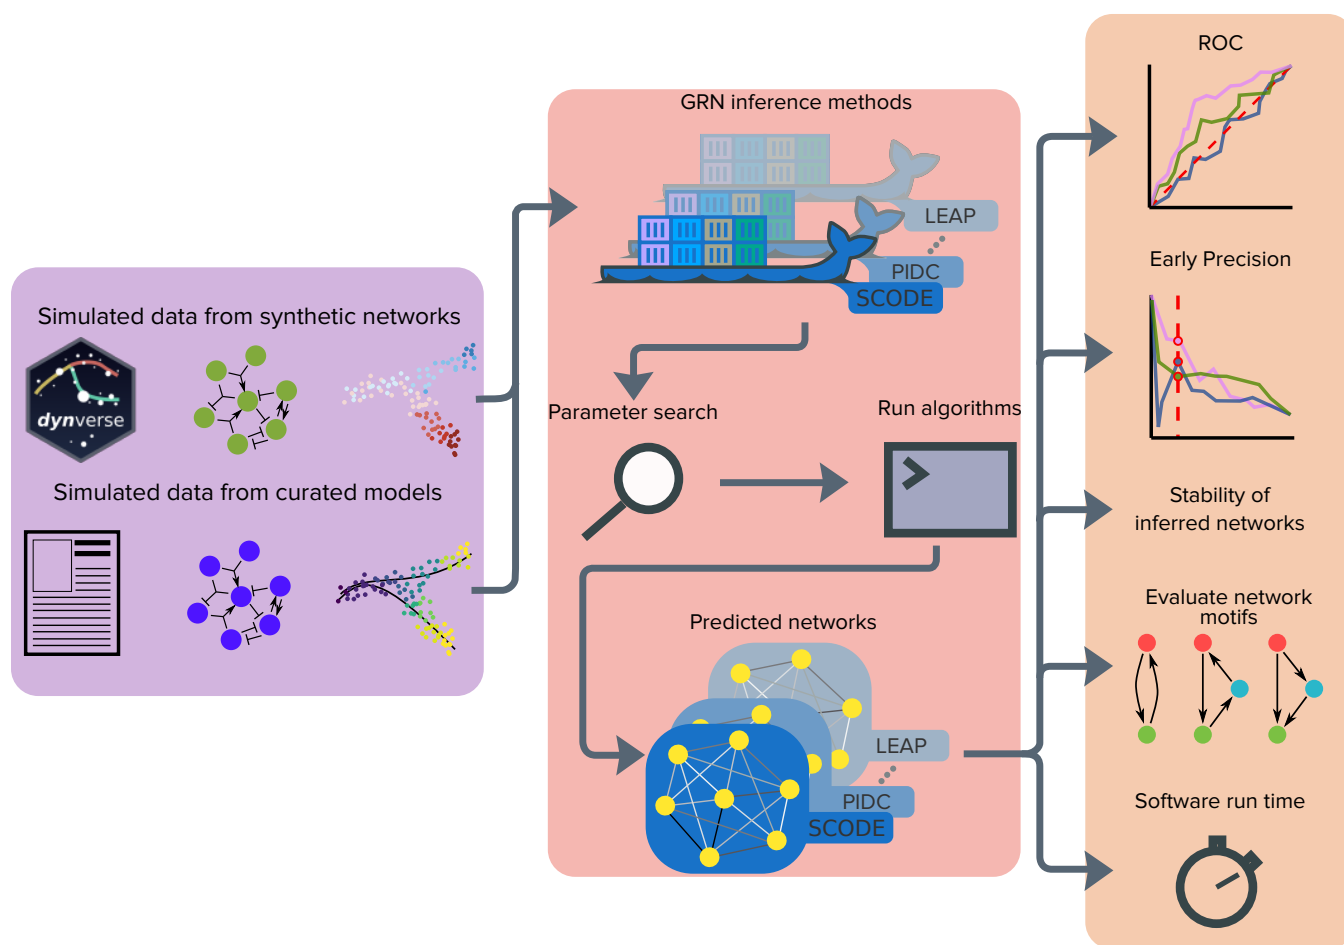 Simulated data from synthetic networks
dynverse
Simulated data from curated models
GRN inference methods
LEAP
PIDC
SCODE
Parameter search
Run algorithms
Predicted networks
LEAP
PIDC
SCODE
ROC
Early Precision
Stability of
inferred networks
Evaluate network
motifs
Software run time